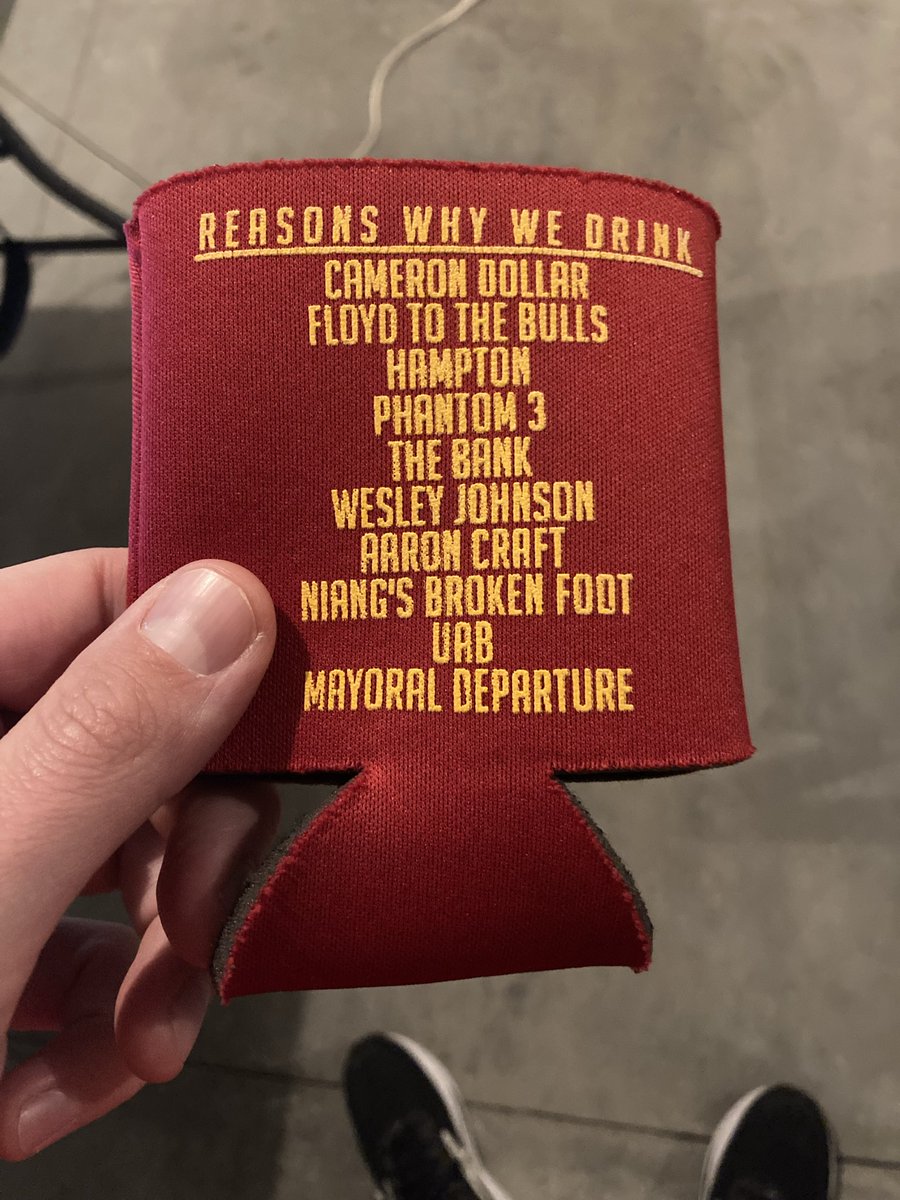 REASONS WHY WE DRINK
CAMERON DOLLAR
FLOYD TO THE BULLS
HAMPTON
PHANTOM 3
THE BANK
WESLEY JOHNSON
AARON CRAFT
NIANG'S BROKEN FOOT
UAB
MAYORAL DEPARTURE